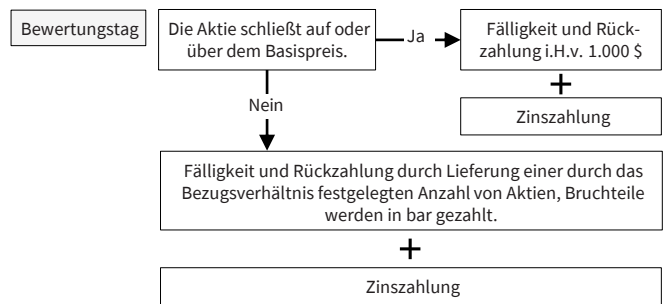 Bewertungstag
Die Aktie schließt auf oder
über dem Basispreis.
Ja
Fälligkeit und Rück-
zahlung i.H.v. 1.000 $
+
Zinszahlung
Nein
Fälligkeit und Rückzahlung durch Lieferung einer durch das
Bezugsverhältnis festgelegten Anzahl von Aktien, Bruchteile
werden in bar gezahlt.
+
Zinszahlung